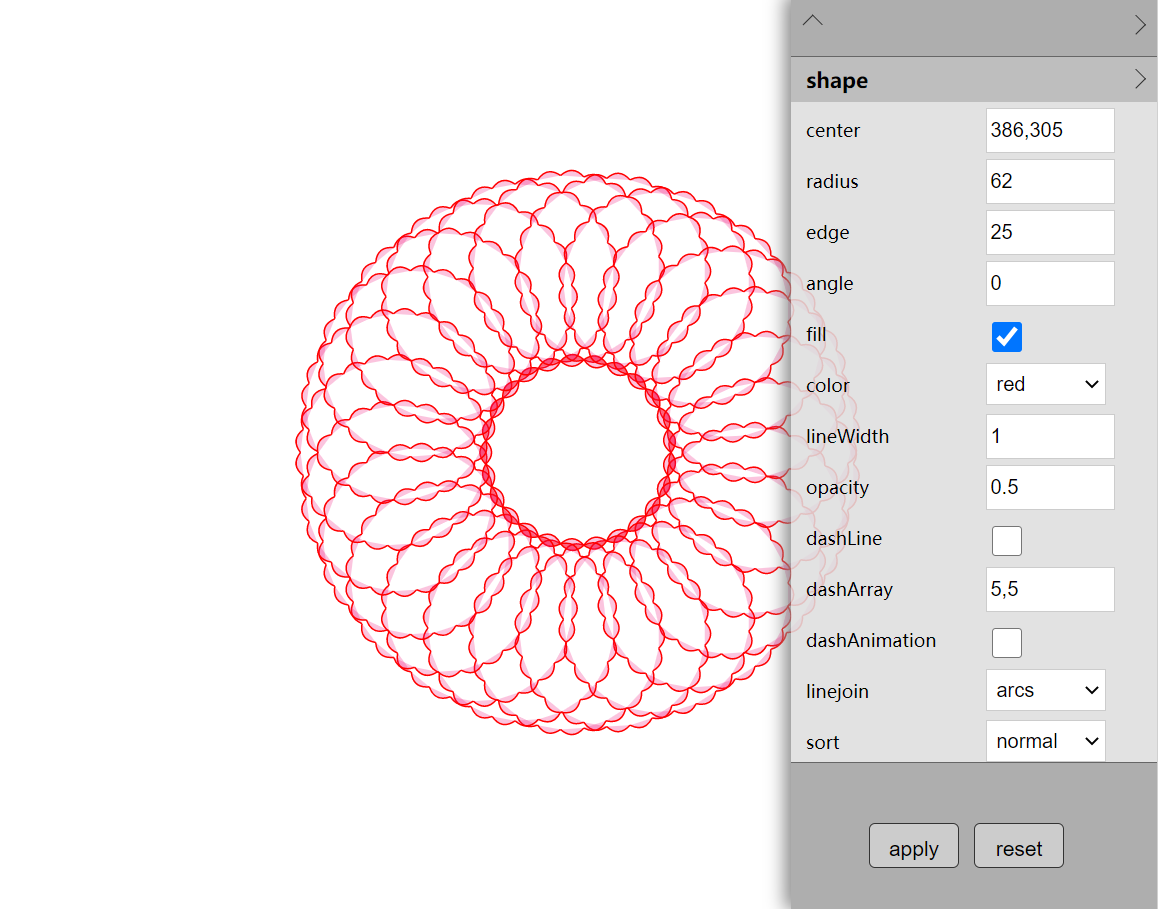 shape
center 386,305
radius 62
edge 25
angle 0
fill
color red
lineWidth 1
opacity 0.5
dashLine
dashArray 5,5
dashAnimation
linejoin arcs
sort normal
apply reset